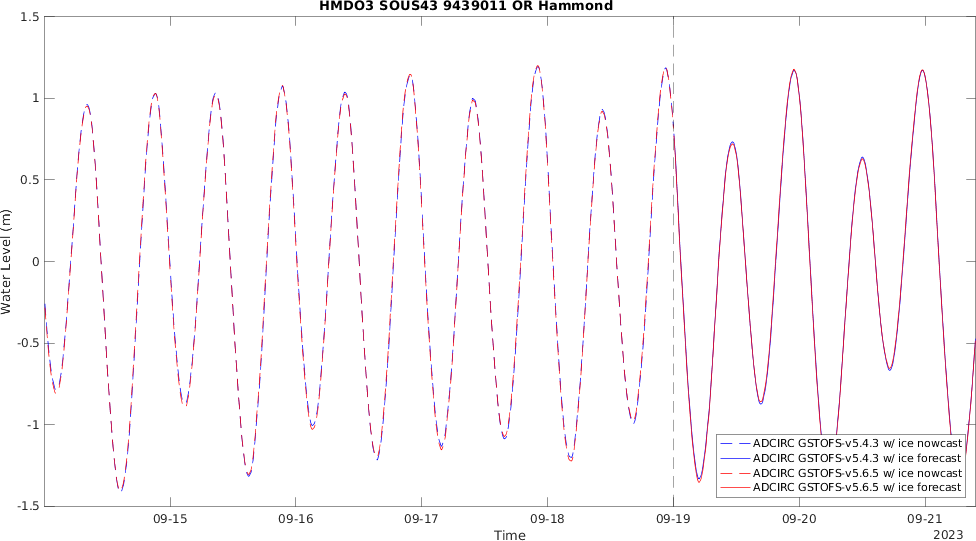 HMDO3 SOUS43 9439011 OR Hammond
1.5
1
0.5
0
-0.5
-1
-1.5
Water Level (m)
09-15
09-16
09-17
09-18
09-19
09-20
09-21
Time
2023
ADCIRC GSTOFS-v5.4.3 w/ ice nowcast
ADCIRC GSTOFS-v5.4.3 w/ ice forecast
ADCIRC GSTOFS-v5.6.5 w/ ice nowcast
ADCIRC GSTOFS-v5.6.5 w/ ice forecast